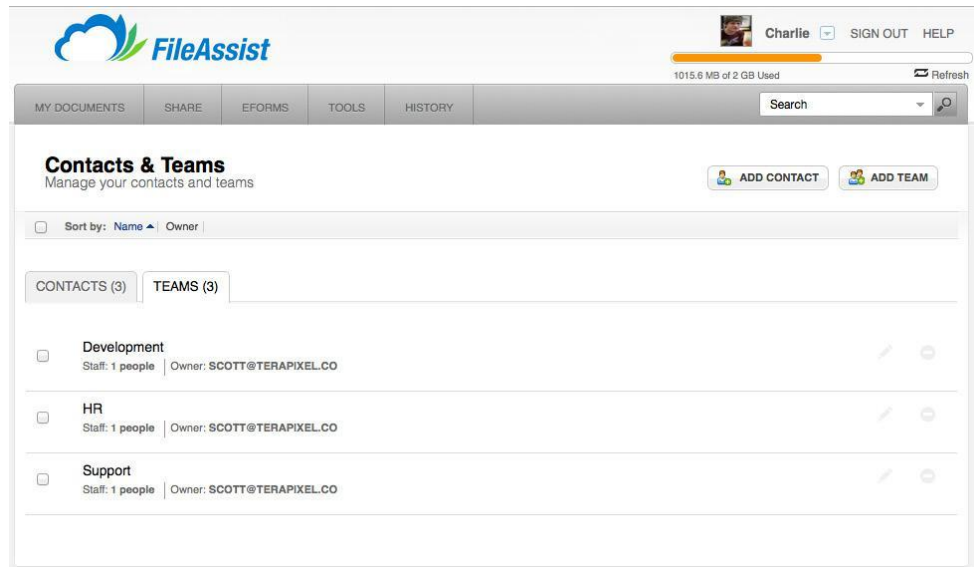 FileAssist
Charlie SIGN OUT HELP
1015.6 MB of 2 GB Used Refresh
MY DOCUMENTS SHARE EFORMS TOOLS HISTORY Search
Contacts & Teams
Manage your contacts and teams
ADD CONTACT ADD TEAM
Sort by: Name Owner
CONTACTS (3) TEAMS (3)
Development
Staff: 1 people Owner: SCOTT@TERAPIXEL.CO
HR
Staff: 1 people Owner: SCOTT@TERAPIXEL.CO
Support
Staff: 1 people Owner: SCOTT@TERAPIXEL.CO